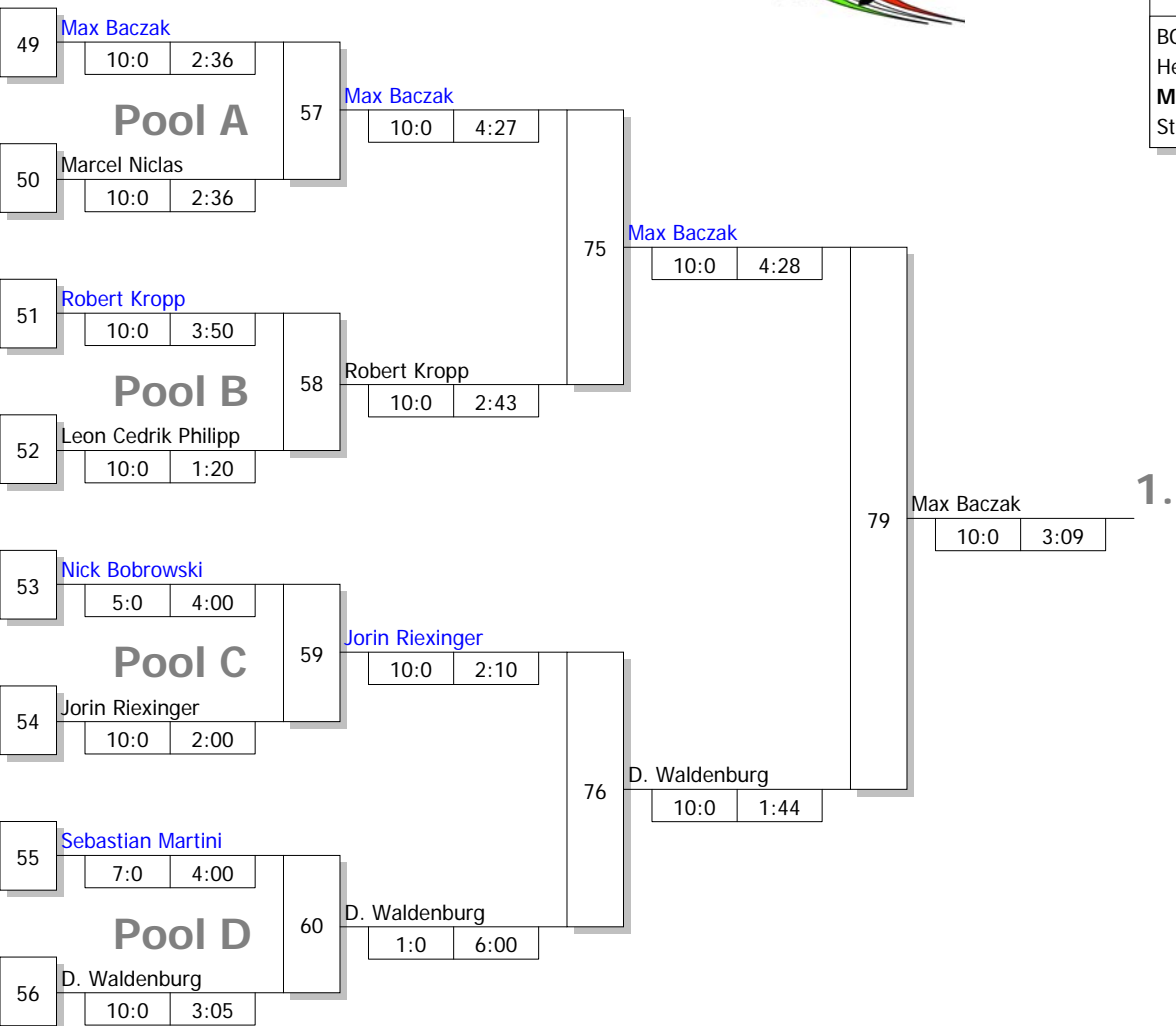 BO
He
M
St
49
Max Baczak
10:0 2:36
Pool A
57
Max Baczak
10:0 4:27
50
Marcel Niclas
10:0 2:36
75
Max Baczak
10:0 4:28
51
Robert Kropp
10:0 3:50
Pool B
58
Robert Kropp
10:0 2:43
52
Leon Cedrik Philipp
10:0 1:20
79
Max Baczak
10:0 3:09
1.
53
Nick Bobrowski
5:0 4:00
Pool C
59
Jorin Riexinger
10:0 2:10
54
Jorin Riexinger
10:0 2:00
76
D. Waldenburg
10:0 1:44
55
Sebastian Martini
7:0 4:00
Pool D
60
D. Waldenburg
1:0 6:00
56
D. Waldenburg
10:0 3:05